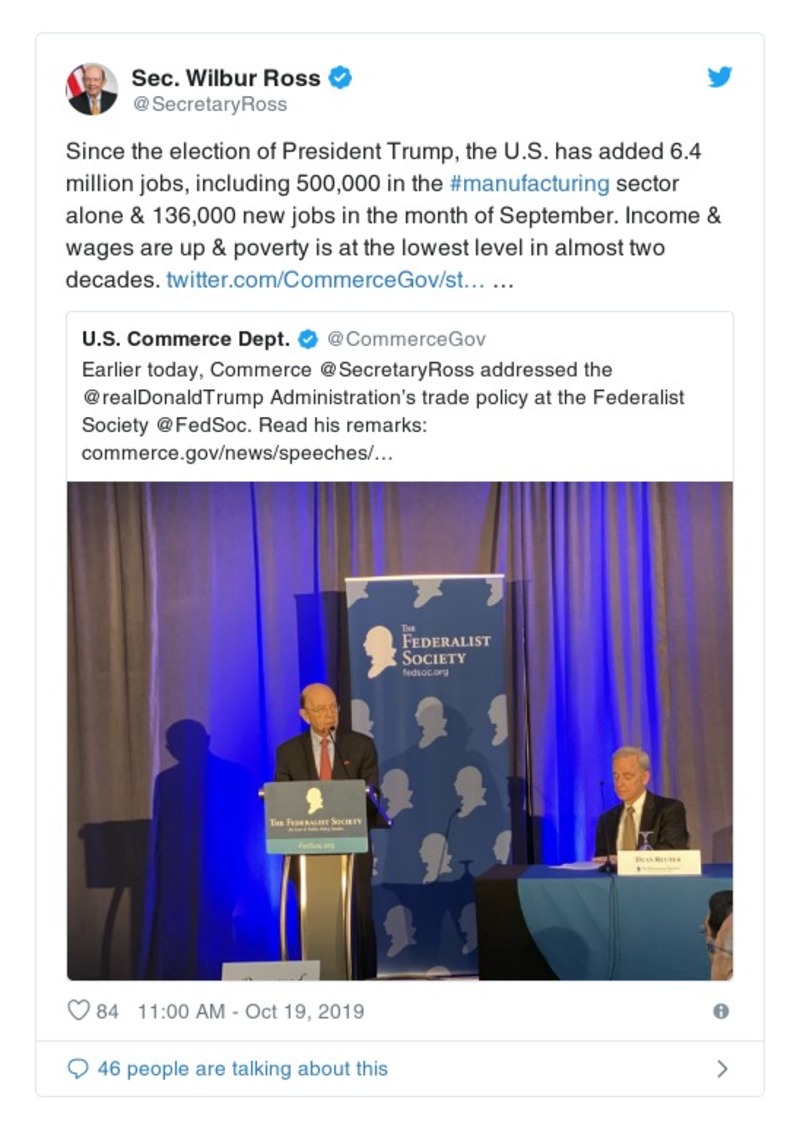 Sec. Wilbur Ross
@SecretaryRoss
Since the election of President Trump, the U.S. has added 6.4
million jobs, including 500,000 in the #manufacturing sector
alone & 136,000 new jobs in the month of September. Income &
wages are up & poverty is at the lowest level in almost two
decades. twitter.com/CommerceGov/st… …
U.S. Commerce Dept. @CommerceGov
Earlier today, Commerce @SecretaryRoss addressed the
@realDonaldTrump Administration’s trade policy at the Federalist
Society @FedSoc. Read his remarks:
commerce.gov/news/speeches/…
THE
FEDERALIST
SOCIETY
fedsoc.org
THE FEDERALIST SOCIETY
for Law & Public Policy Studies
FedSoc.org
DEAN REUTER
84 11:00 AM - Oct 19, 2019
46 people are talking about this